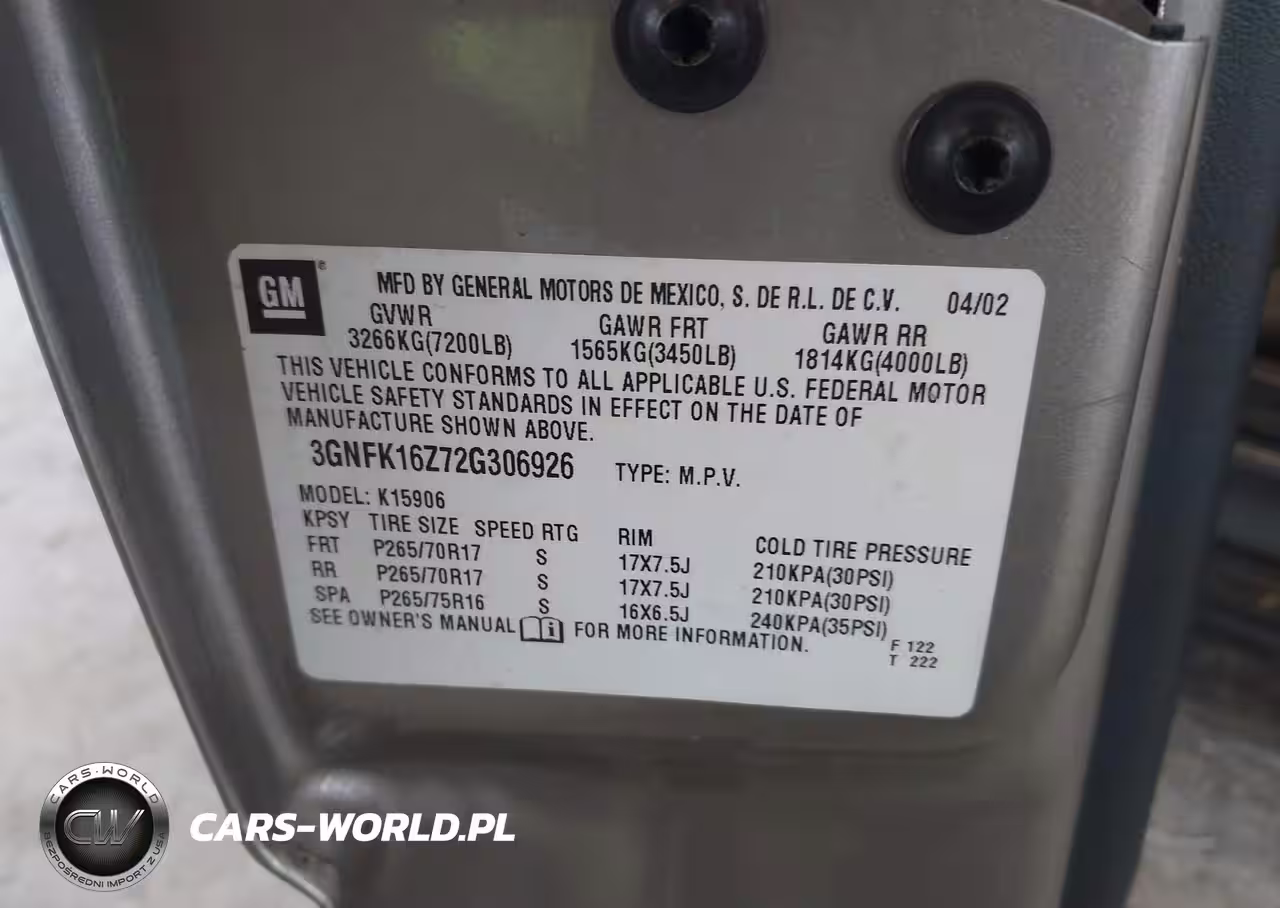 GM®
MFD BY GENERAL MOTORS DE MEXICO, S. DE R.L. DE C.V. 04/02
GVWR GAWR FRT GAWR RR
3266KG(7200LB) 1565KG(3450LB) 1814KG(4000LB)
THIS VEHICLE CONFORMS TO ALL APPLICABLE U.S. FEDERAL MOTOR
VEHICLE SAFETY STANDARDS IN EFFECT ON THE DATE OF
MANUFACTURE SHOWN ABOVE.
3GNFK16Z72G306926 TYPE: M.P.V.
MODEL: K15906
KPSY TIRE SIZE SPEED RTG RIM COLD TIRE PRESSURE
FRT P265/70R17 S 17X7.5J 210KPA(30PSI)
RR P265/70R17 S 17X7.5J 210KPA(30PSI)
SPA P265/75R16 S 16X6.5J 240KPA(35PSI)
SEE OWNER'S MANUAL FOR MORE INFORMATION.
F 122
T 222
CARS-WORLD
CW
BEZPOŚREDNI IMPORT Z USA
CARS-WORLD.PL